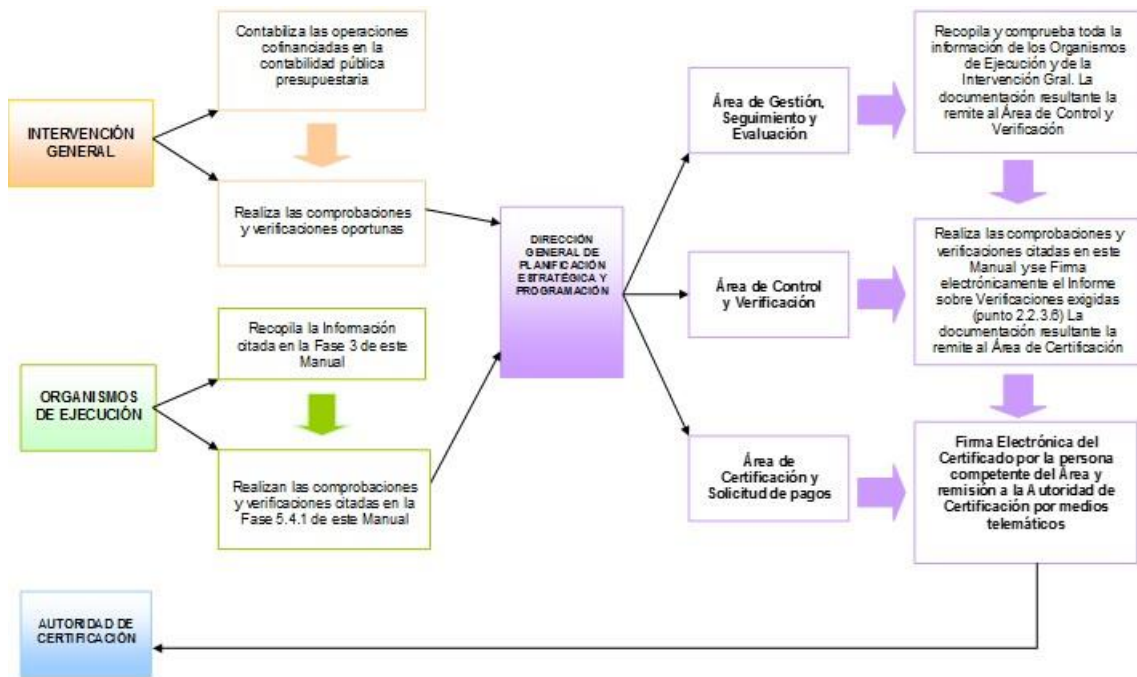 Contabiliza las operaciones
cofinanciadas en la
contabilidad pública
presupuestaria
INTERVENCIÓN
GENERAL
Realiza las comprobaciones
y verificaciones oportunas
Recopila la Información
citada en la Fase 3 de este
Manual
ORGANISMOS
DE EJECUCIÓN
Realizan las comprobaciones
y verificaciones citadas en la
Fase 5.4.1 de este Manual
DIRECCIÓN
GENERAL DE
PLANIFICACIÓN
ESTRATÉGICA Y
PROGRAMACIÓN
Área de Gestión,
Seguimiento y
Evaluación
Recopila y comprueba toda la
información de los Organismos
de Ejecución y de la
Intervención Gral. La
documentación resultante la
remite al Área de Control y
Verificación
Área de Control
y Verificación
Realiza las comprobaciones y
verificaciones citadas en este
Manual yse Firma
electrónicamente el Informe
sobre Verificaciones exigidas
(punto 2.2.3.6) La
documentación resultante la
remite al Área de Certificación
Área de
Certificación y
Solicitud de pagos
Firma Electrónica del
Certificado por la persona
competente del Área y
remisión a la Autoridad de
Certificación por medios
telemáticos
AUTORIDAD DE
CERTIFICACIÓN